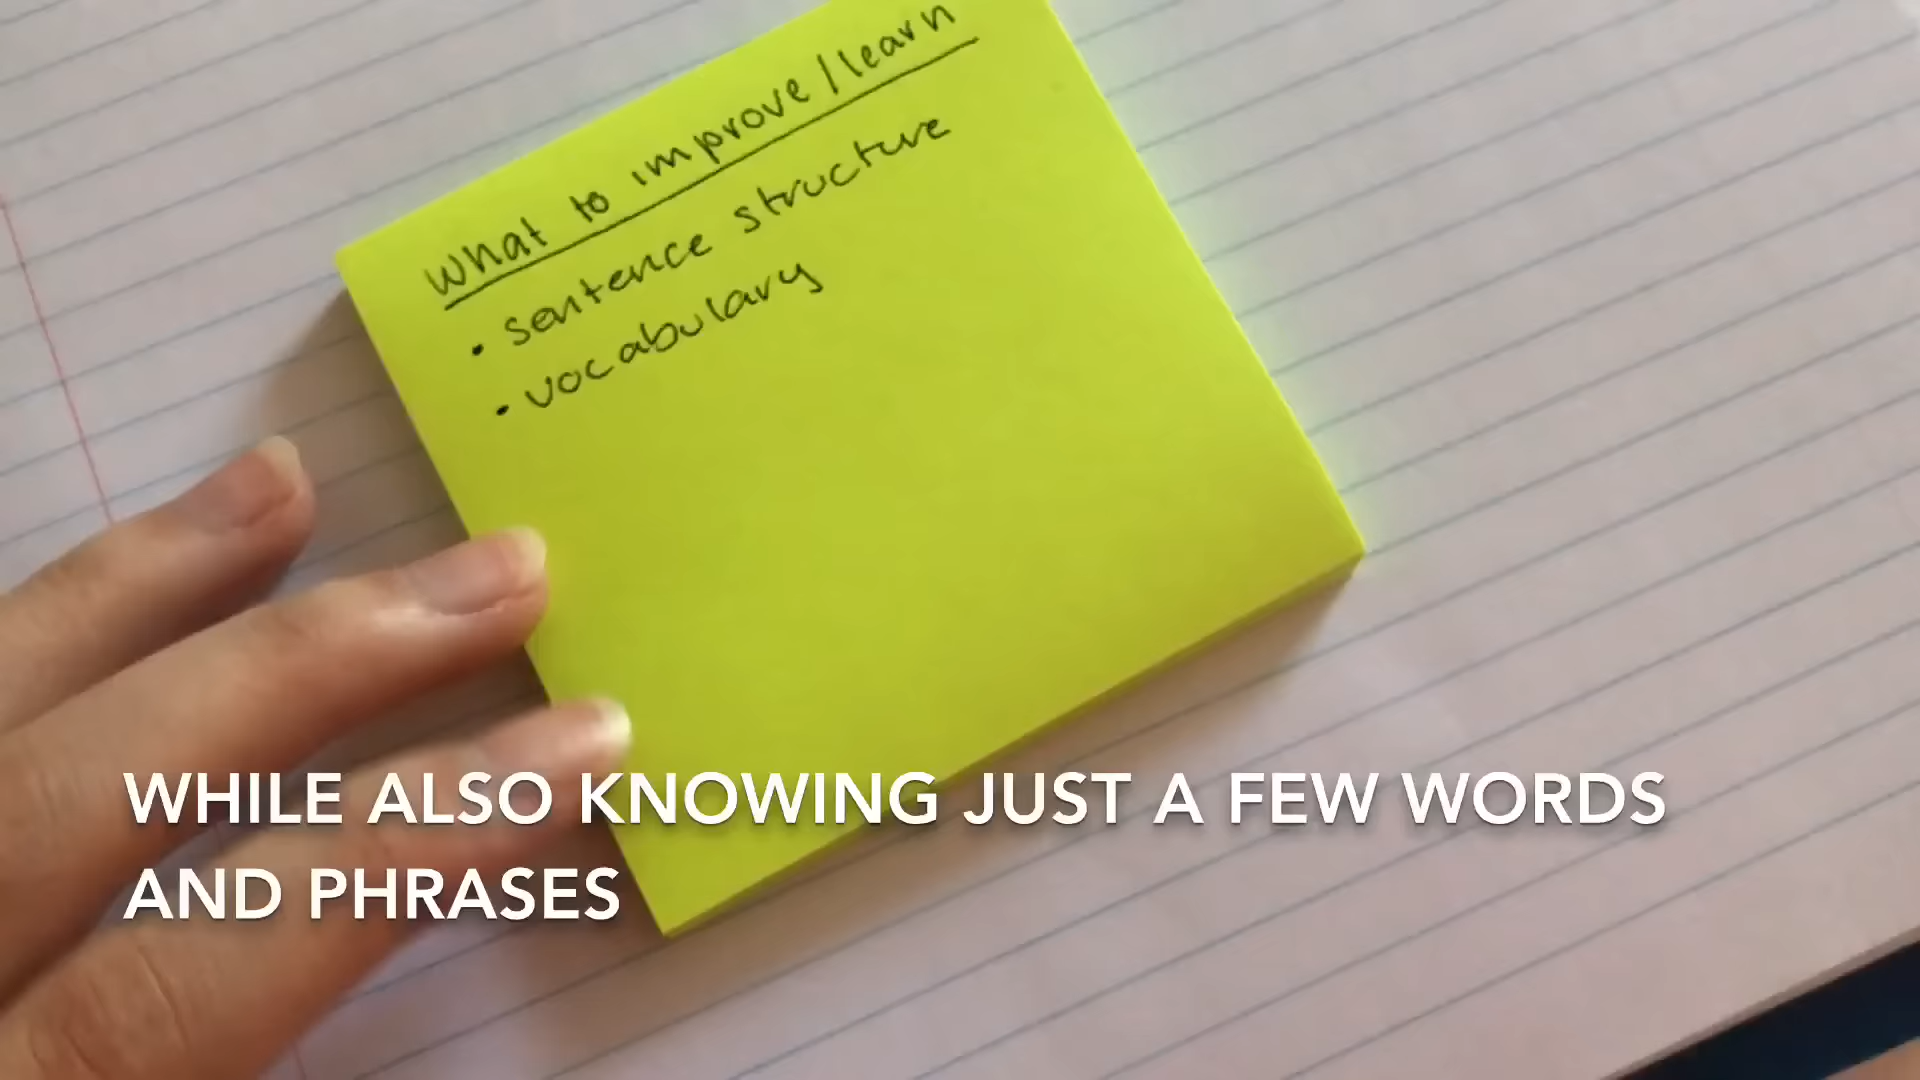 What to improve/learn
• sentence structure
• vocabulary
WHILE ALSO KNOWING JUST A FEW WORDS
AND PHRASES